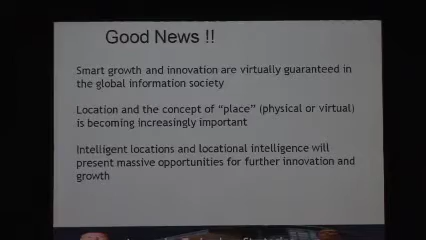 Good News !!
Smart growth and innovation are virtually guaranteed in
the global information society
Location and the concept of “place” (physical or virtual)
is becoming increasingly important
Intelligent locations and locational intelligence will
present massive opportunities for further innovation and
growth